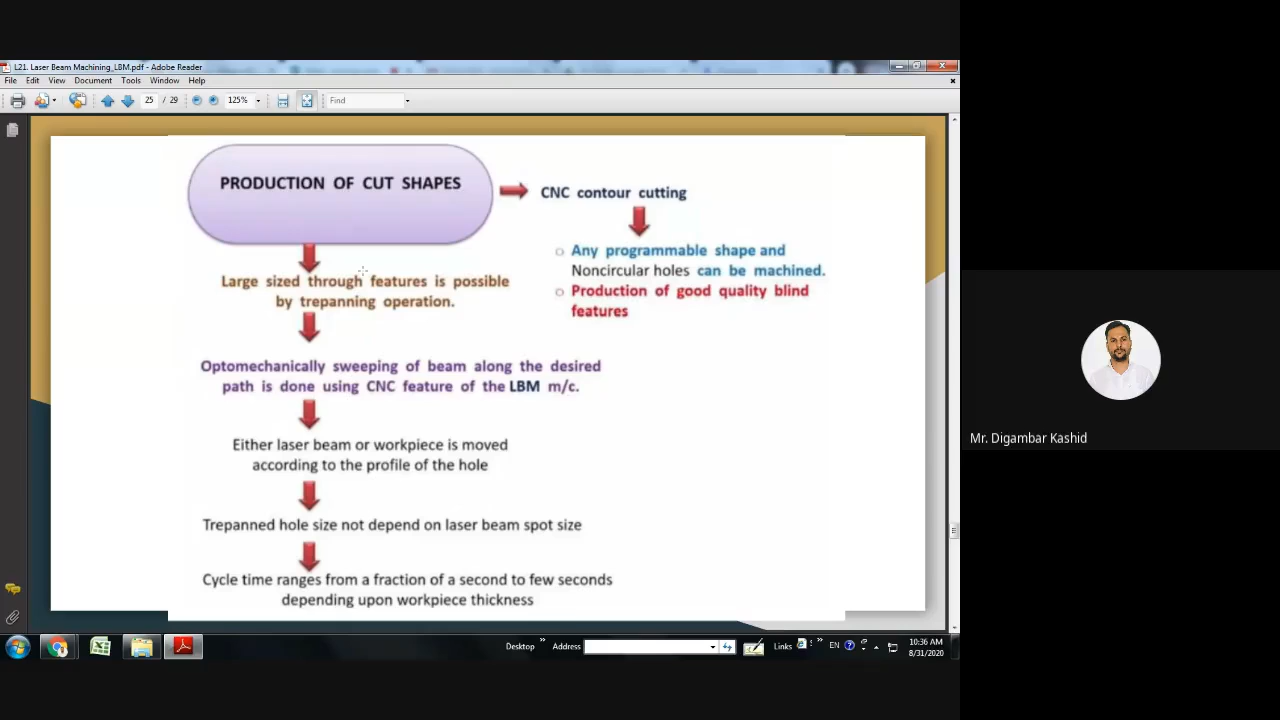 L21. Laser Beam Machining_LBM.pdf - Adobe Reader
File Edit View Document Tools Window Help
25 / 29 125% Find
PRODUCTION OF CUT SHAPES
CNC contour cutting
Any programmable shape and
Noncircular holes can be machined.
Production of good quality blind
features
Large sized through features is possible
by trepanning operation.
Optomechanically sweeping of beam along the desired
path is done using CNC feature of the LBM m/c.
Either laser beam or workpiece is moved
according to the profile of the hole
Trepanned hole size not depend on laser beam spot size
Cycle time ranges from a fraction of a second to few seconds
depending upon workpiece thickness
Mr. Digambar Kashid
Desktop Address Links EN 10:36 AM
8/31/2020